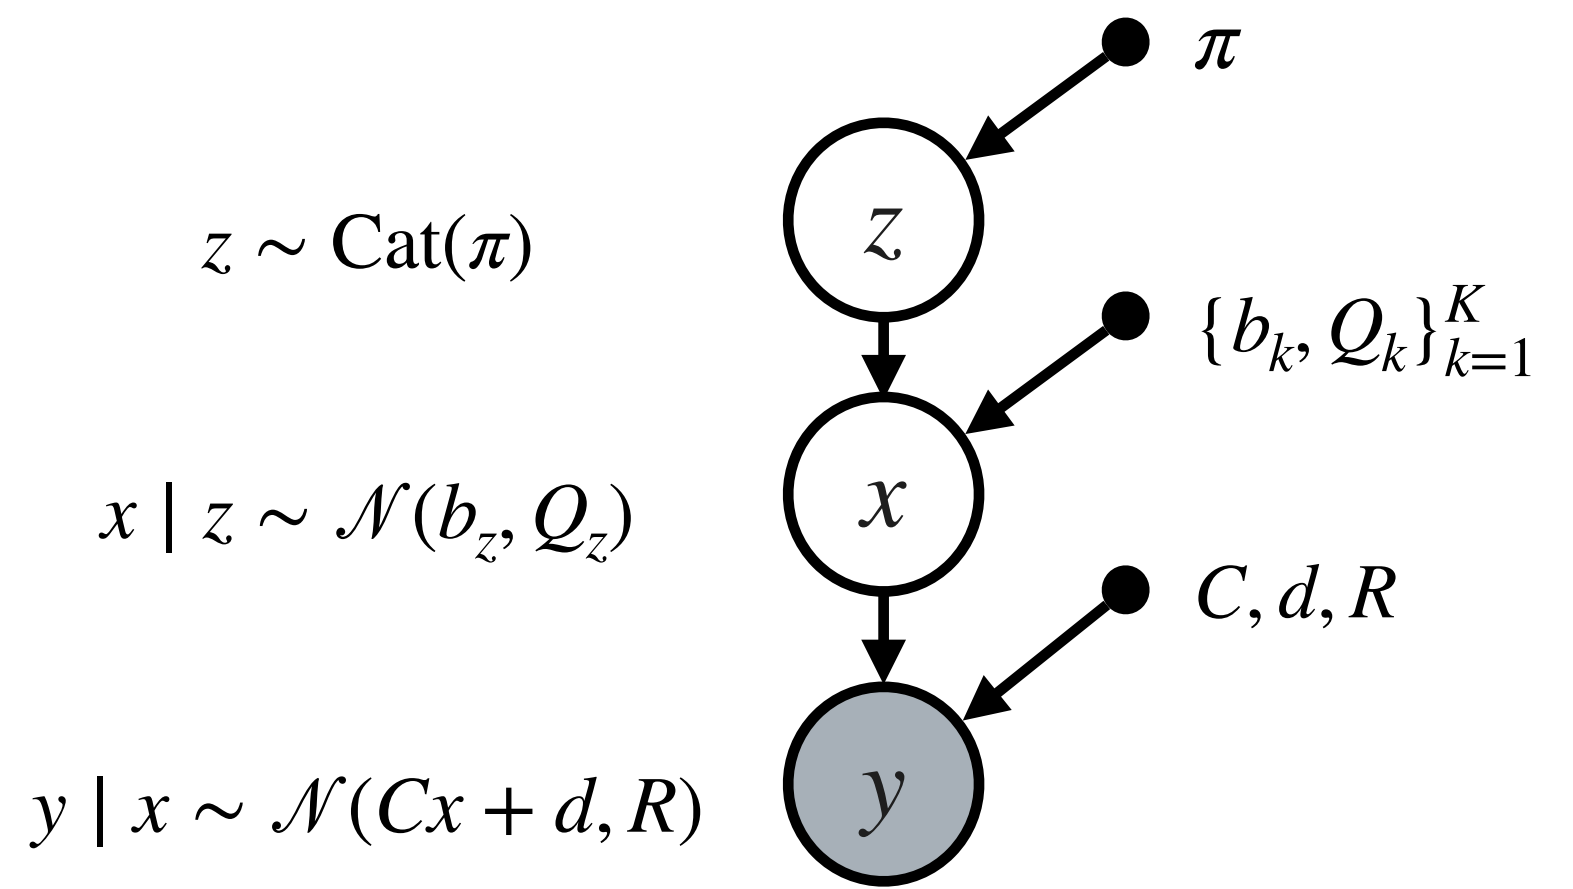 π
z ∼ Cat(π)
z
{b_k, Q_k}_{k=1}^K
x | z ∼ 𝒩(b_z, Q_z)
x
C, d, R
y | x ∼ 𝒩(Cx + d, R)
y